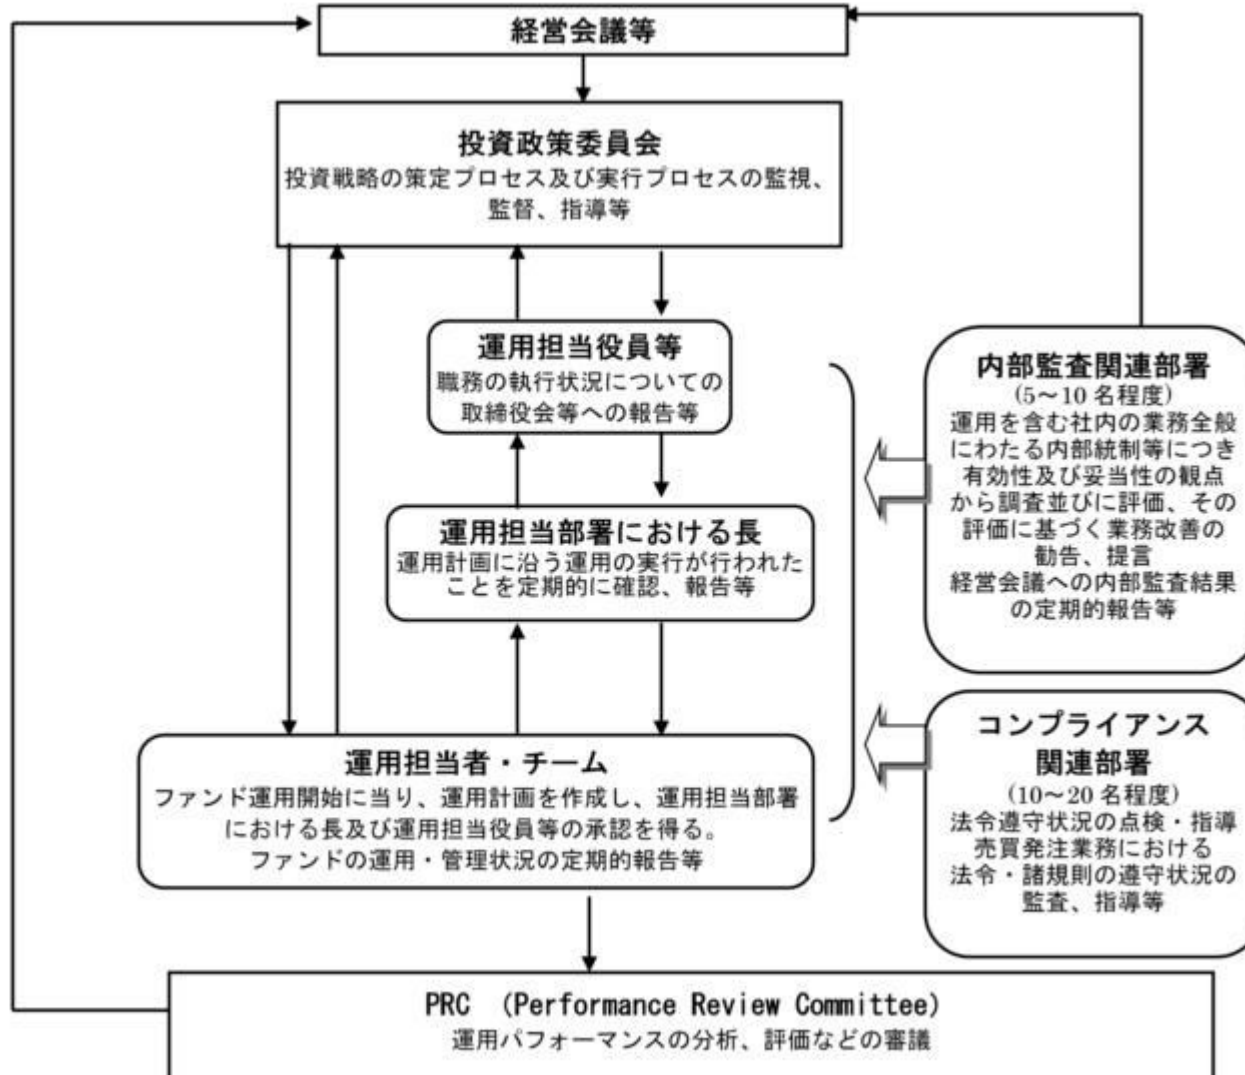 経営会議等
投資政策委員会
投資戦略の策定プロセス及び実行プロセスの監視、
監督、指導等
運用担当役員等
職務の執行状況についての
取締役会等への報告等
運用担当部署における長
運用計画に沿う運用の実行が行われた
ことを定期的に確認、報告等
運用担当者・チーム
ファンド運用開始に当り、運用計画を作成し、運用担当部署
における長及び運用担当役員等の承認を得る。
ファンドの運用・管理状況の定期的報告等
内部監査関連部署
(5～10 名程度)
運用を含む社内の業務全般
にわたる内部統制等につき
有効性及び妥当性の観点
から調査並びに評価、その
評価に基づく業務改善の
勧告、提言
経営会議への内部監査結果
の定期的報告等
コンプライアンス
関連部署
(10～20 名程度)
法令遵守状況の点検・指導
売買発注業務における
法令・諸規則の遵守状況の
監査、指導等
PRC (Performance Review Committee)
運用パフォーマンスの分析、評価などの審議